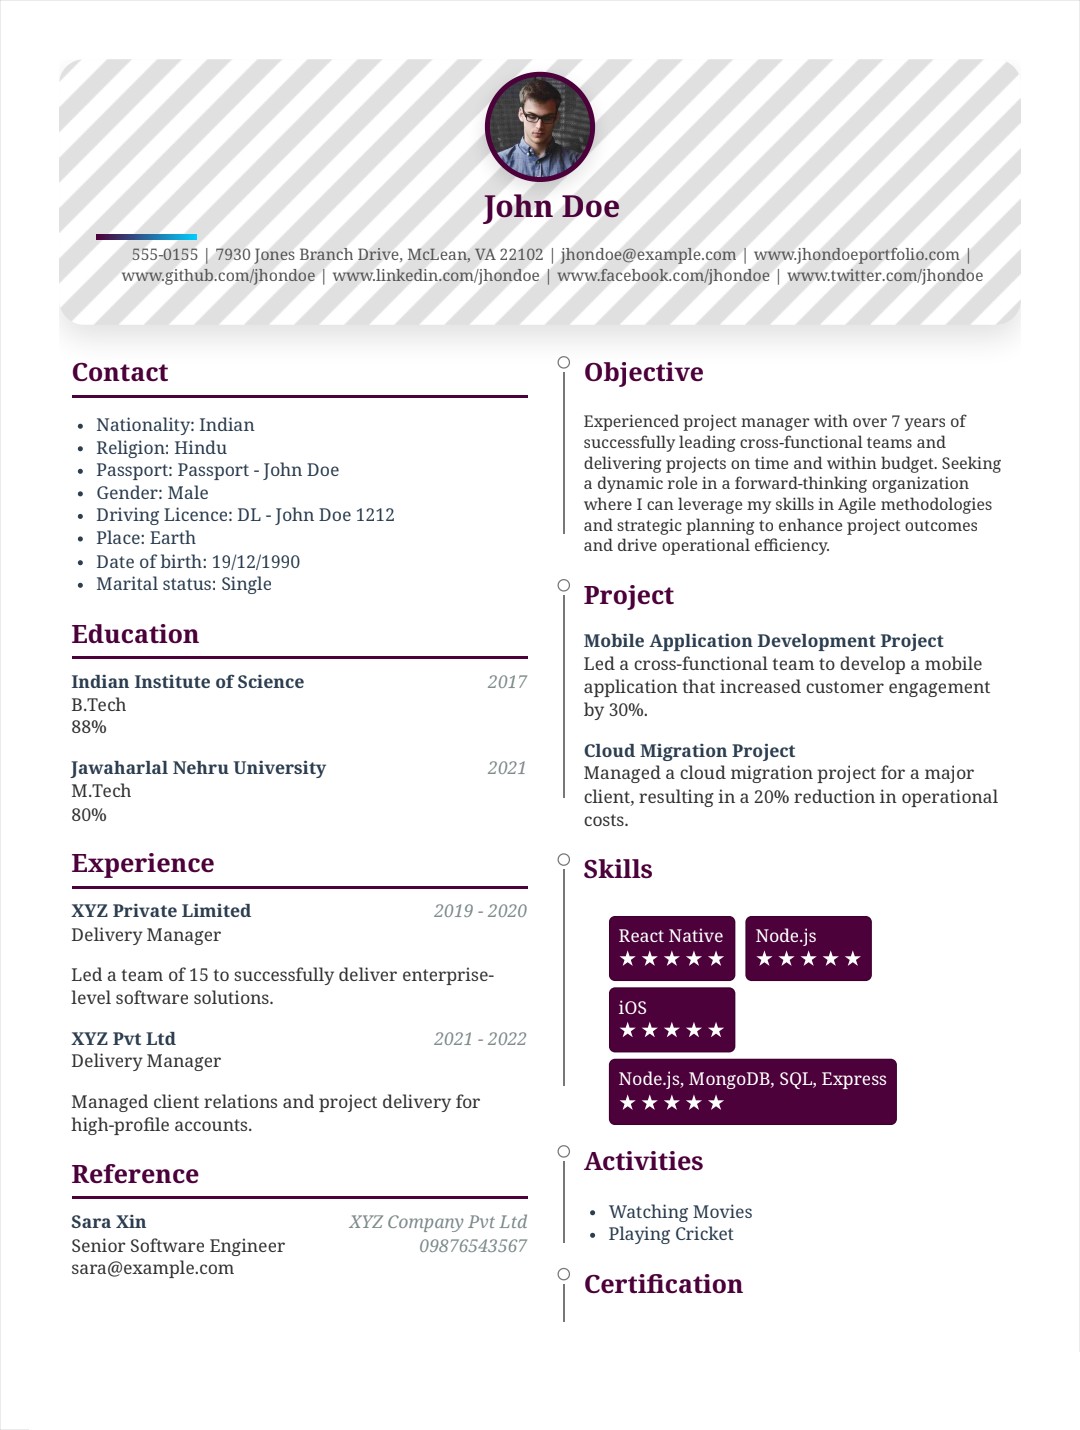 John Doe
555-0155 | 7930 Jones Branch Drive, McLean, VA 22102 | jhondoe@example.com | www.jhondoeportfolio.com |
www.github.com/jhondoe | www.linkedin.com/jhondoe | www.facebook.com/jhondoe | www.twitter.com/jhondoe
Contact
• Nationality: Indian
• Religion: Hindu
• Passport: Passport - John Doe
• Gender: Male
• Driving Licence: DL - John Doe 1212
• Place: Earth
• Date of birth: 19/12/1990
• Marital status: Single
Education
Indian Institute of Science 2017
B.Tech
88%
Jawaharlal Nehru University 2021
M.Tech
80%
Experience
XYZ Private Limited 2019 - 2020
Delivery Manager
Led a team of 15 to successfully deliver enterprise-
level software solutions.
XYZ Pvt Ltd 2021 - 2022
Delivery Manager
Managed client relations and project delivery for
high-profile accounts.
Reference
Sara Xin XYZ Company Pvt Ltd
Senior Software Engineer 09876543567
sara@example.com
Objective
Experienced project manager with over 7 years of
successfully leading cross-functional teams and
delivering projects on time and within budget. Seeking
a dynamic role in a forward-thinking organization
where I can leverage my skills in Agile methodologies
and strategic planning to enhance project outcomes
and drive operational efficiency.
Project
Mobile Application Development Project
Led a cross-functional team to develop a mobile
application that increased customer engagement
by 30%.
Cloud Migration Project
Managed a cloud migration project for a major
client, resulting in a 20% reduction in operational
costs.
Skills
React Native Node.js
★ ★ ★ ★ ★ ★ ★ ★ ★ ★
iOS
★ ★ ★ ★ ★
Node.js, MongoDB, SQL, Express
★ ★ ★ ★ ★
Activities
• Watching Movies
• Playing Cricket
Certification